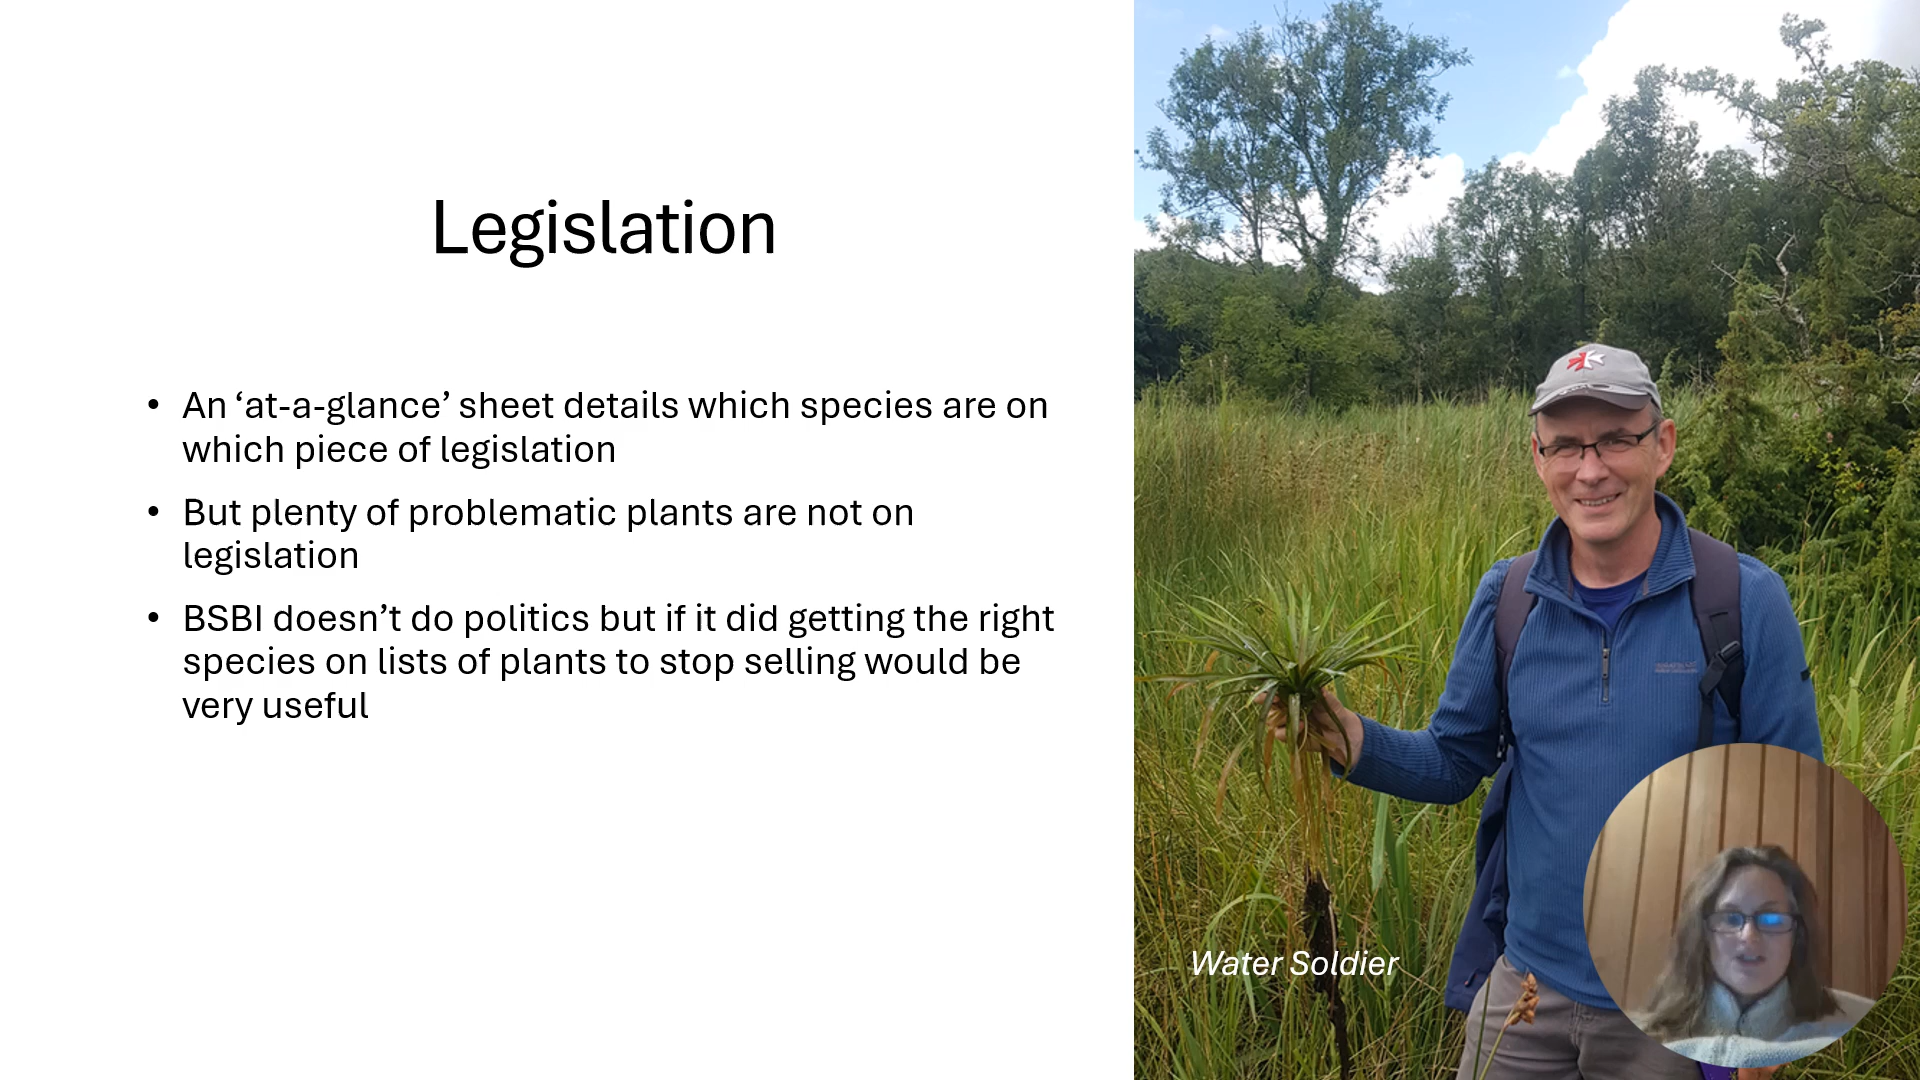 Legislation
• An ‘at-a-glance’ sheet details which species are on
which piece of legislation
• But plenty of problematic plants are not on
legislation
• BSBI doesn’t do politics but if it did getting the right
species on lists of plants to stop selling would be
very useful
Water Soldier